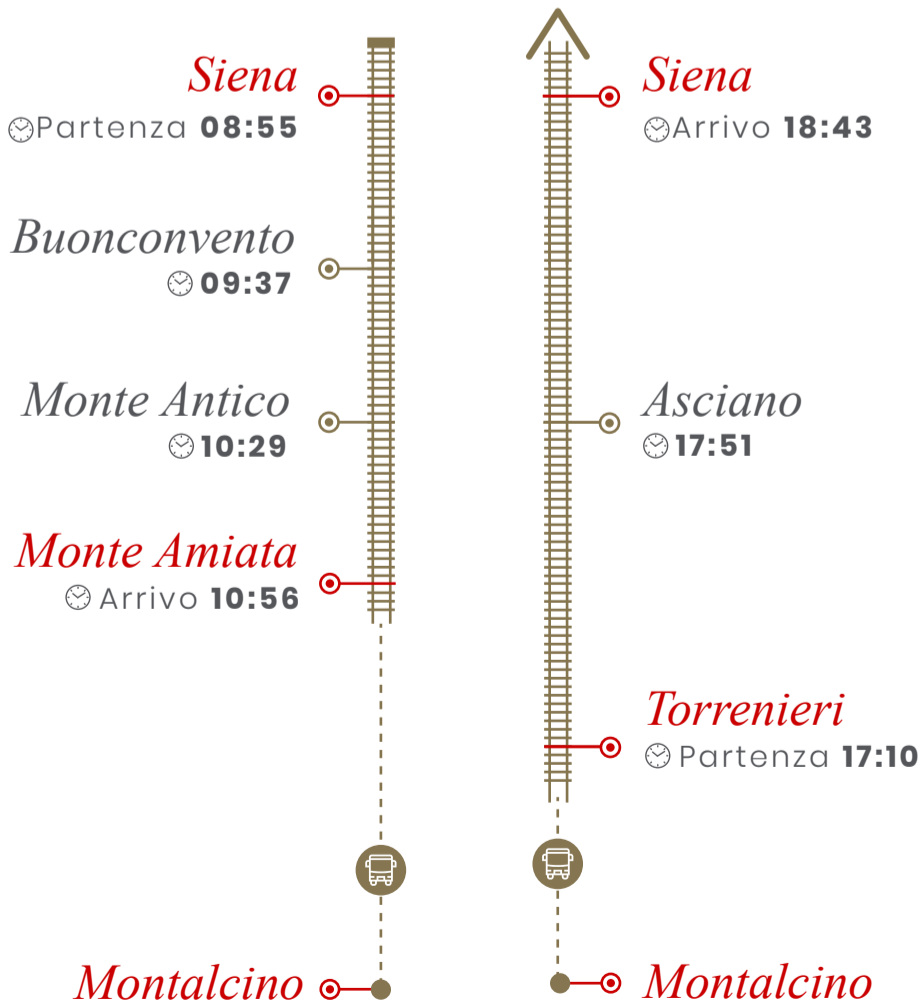 Siena
Partenza 08:55
Buonconvento
09:37
Monte Antico
10:29
Monte Amiata
Arrivo 10:56
Montalcino
Siena
Arrivo 18:43
Asciano
17:51
Torrenieri
Partenza 17:10
Montalcino